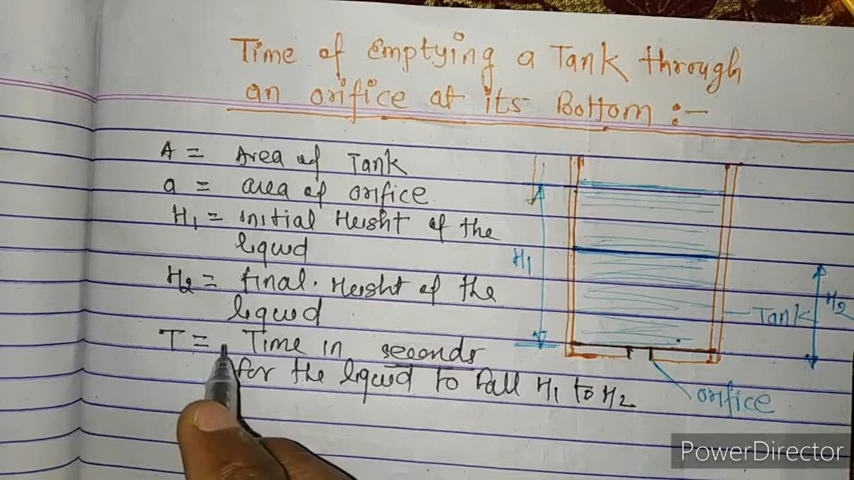 Time of Emptying a Tank through
an orifice at its Bottom :-
A = Area of Tank
a = area of orifice
H1 = initial Height of the
liquid
H2 = final. Height of the
liquid
T = Time in seconds
for the liquid to fall H1 to H2
H1
H2
Tank
orifice
PowerDirector